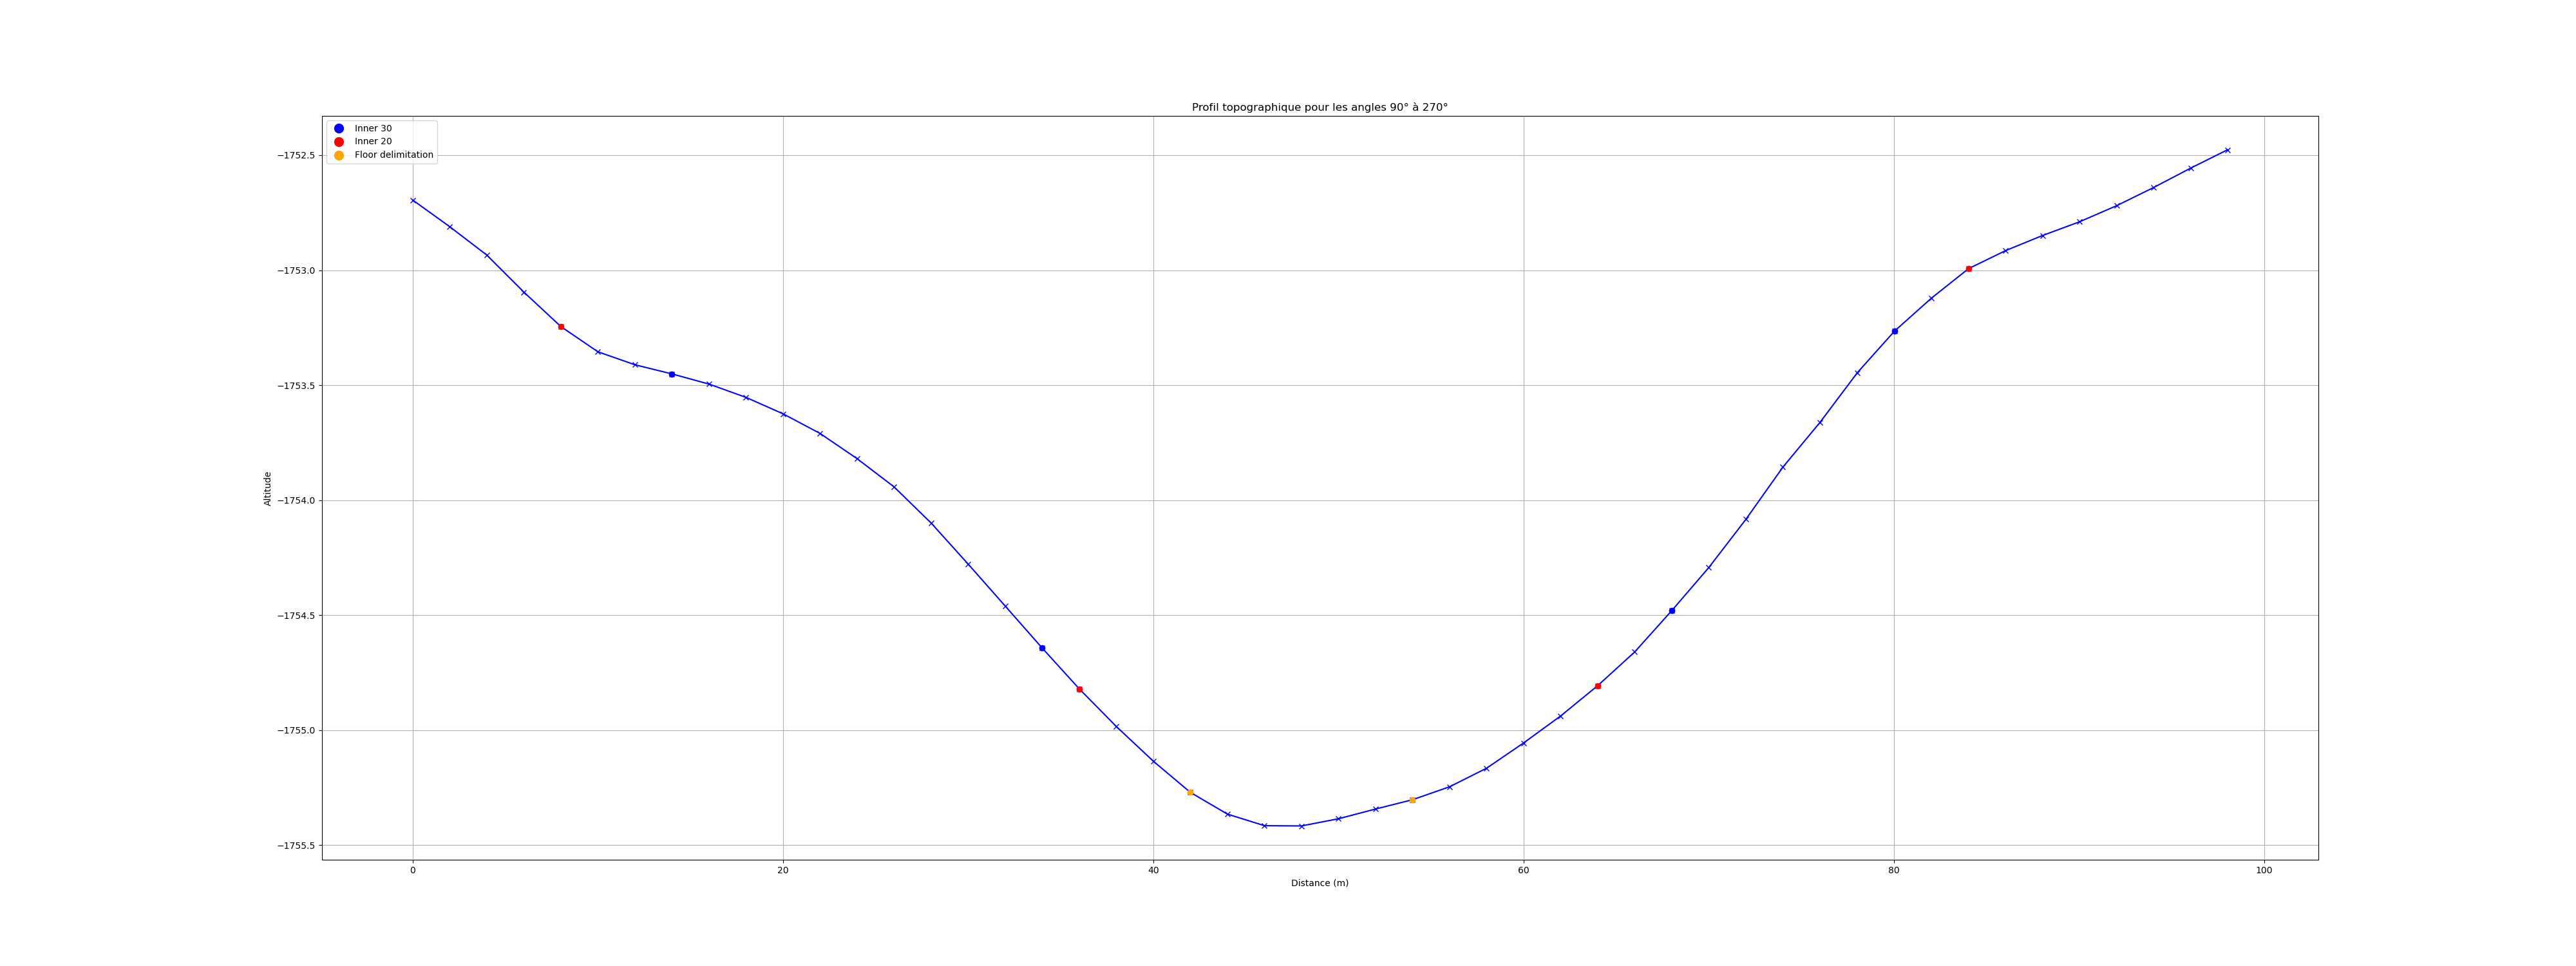 Profil topographique pour les angles 90° à 270°
Inner 30
Inner 20
Floor delimitation
−1752.5
−1753.0
−1753.5
−1754.0
−1754.5
−1755.0
−1755.5
Altitude
0 20 40 60 80 100
Distance (m)